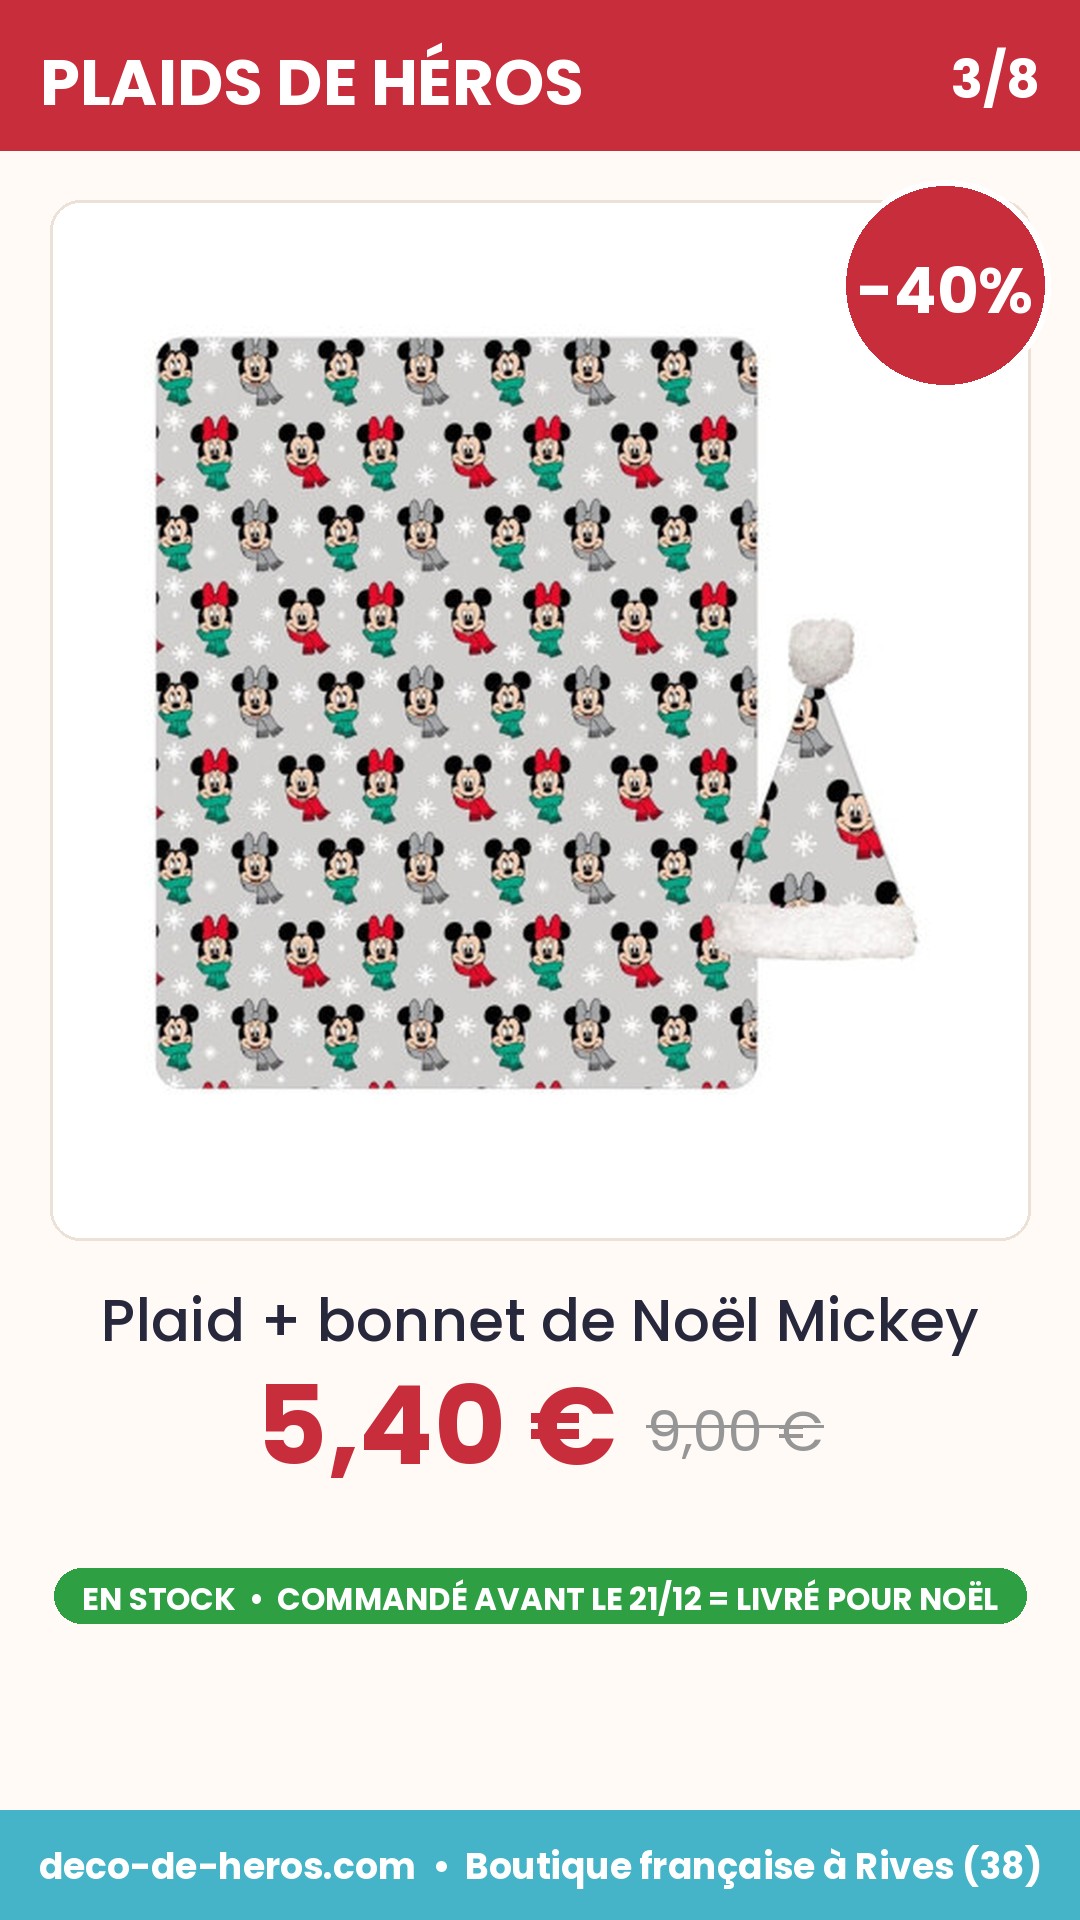 PLAIDS DE HÉROS
3/8
-40%
Plaid + bonnet de Noël Mickey
5,40 € 9,00 €
EN STOCK • COMMANDÉ AVANT LE 21/12 = LIVRÉ POUR NOËL
deco-de-heros.com • Boutique française à Rives (38)